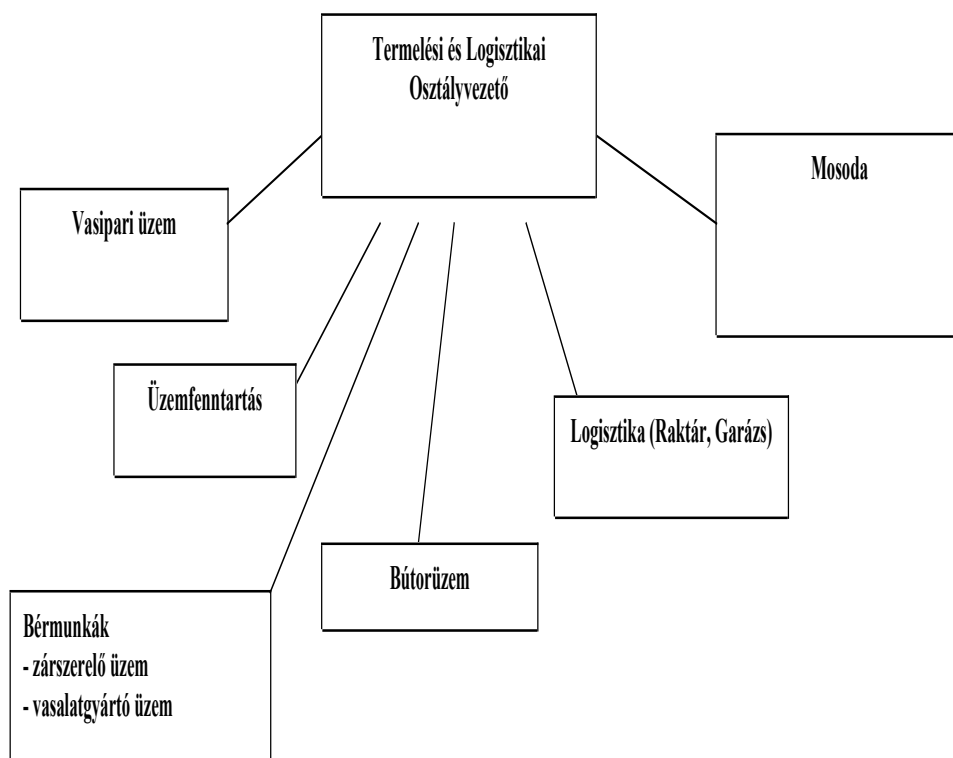 Termelési és Logisztikai
Osztályvezető
Mosoda
Vasipari üzem
Üzemfenntartás
Logisztika (Raktár, Garázs)
Bútorüzem
Bérmunkák
- zárszerelő üzem
- vasalatgyártó üzem